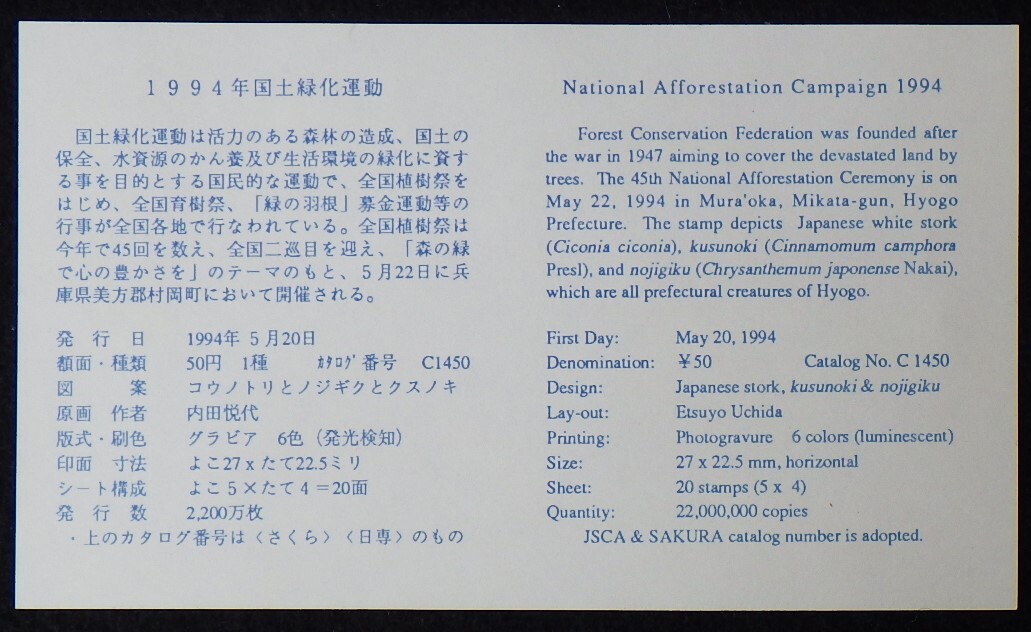 1994年国土緑化運動
国土緑化運動は活力のある森林の造成、国土の
保全、水資源のかん養及び生活環境の緑化に資す
る事を目的とする国民的な運動で、全国植樹祭を
はじめ、全国育樹祭、「緑の羽根」募金運動等の
行事が全国各地で行なわれている。全国植樹祭は
今年で45回を数え、全国二巡目を迎え、「森の緑
で心の豊かさを」のテーマのもと、5月22日に兵
庫県美方郡村岡町において開催される。
発行日 1994年 5月20日
額面・種類 50円 1種 ｶﾀﾛｸﾞ番号 C1450
図案 コウノトリとノジギクとクスノキ
原画 作者 内田悦代
版式・刷色 グラビア 6色（発光検知）
印面 寸法 よこ27 x たて22.5ミリ
シート構成 よこ5×たて4＝20面
発行数 2,200万枚
・上のカタログ番号は〈さくら〉〈日専〉のもの
National Afforestation Campaign 1994
Forest Conservation Federation was founded after
the war in 1947 aiming to cover the devastated land by
trees. The 45th National Afforestation Ceremony is on
May 22, 1994 in Mura'oka, Mikata-gun, Hyogo
Prefecture. The stamp depicts Japanese white stork
(Ciconia ciconia), kusunoki (Cinnamomum camphora
Presl), and nojigiku (Chrysanthemum japonense Nakai),
which are all prefectural creatures of Hyogo.
First Day: May 20, 1994
Denomination: ¥50 Catalog No. C 1450
Design: Japanese stork, kusunoki & nojigiku
Lay-out: Etsuyo Uchida
Printing: Photogravure 6 colors (luminescent)
Size: 27 x 22.5 mm, horizontal
Sheet: 20 stamps (5 x 4)
Quantity: 22,000,000 copies
JSCA & SAKURA catalog number is adopted.